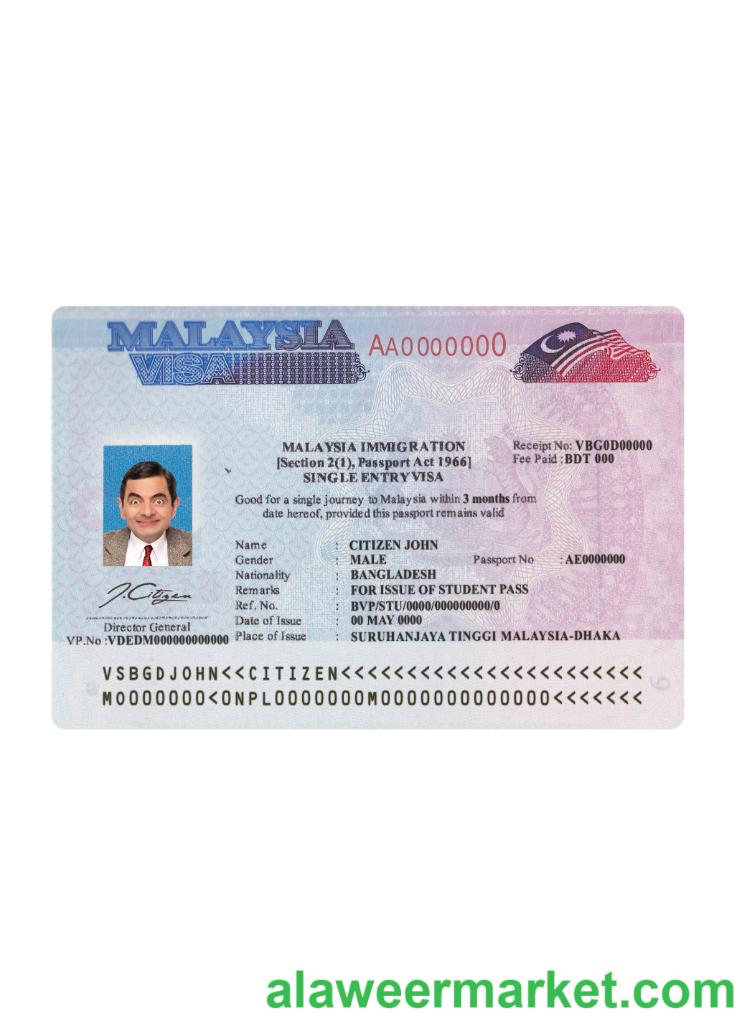 MALAYSIA
VISA
AA0000000
MALAYSIA IMMIGRATION
[Section 2(1), Passport Act 1966]
SINGLE ENTRY VISA
Receipt No: VBG0D00000
Fee Paid : BDT 000
Good for a single journey to Malaysia within 3 months from
date hereof, provided this passport remains valid
Name : CITIZEN JOHN
Gender : MALE Passport No : AE0000000
Nationality : BANGLADESH
Remarks : FOR ISSUE OF STUDENT PASS
Ref. No. : BVP/STU/0000/000000000/0
Date of Issue : 00 MAY 0000
Place of Issue : SURUHANJAYA TINGGI MALAYSIA-DHAKA
J.Citizen
Director General
VP.No :VDEDM000000000000
VSBGDJOHN<<CITIZEN<<<<<<<<<<<<<<<<<<<<<<<<<
M0000000<0NPL0000000M0000000000000<<<<<<<
alaweermarket.com